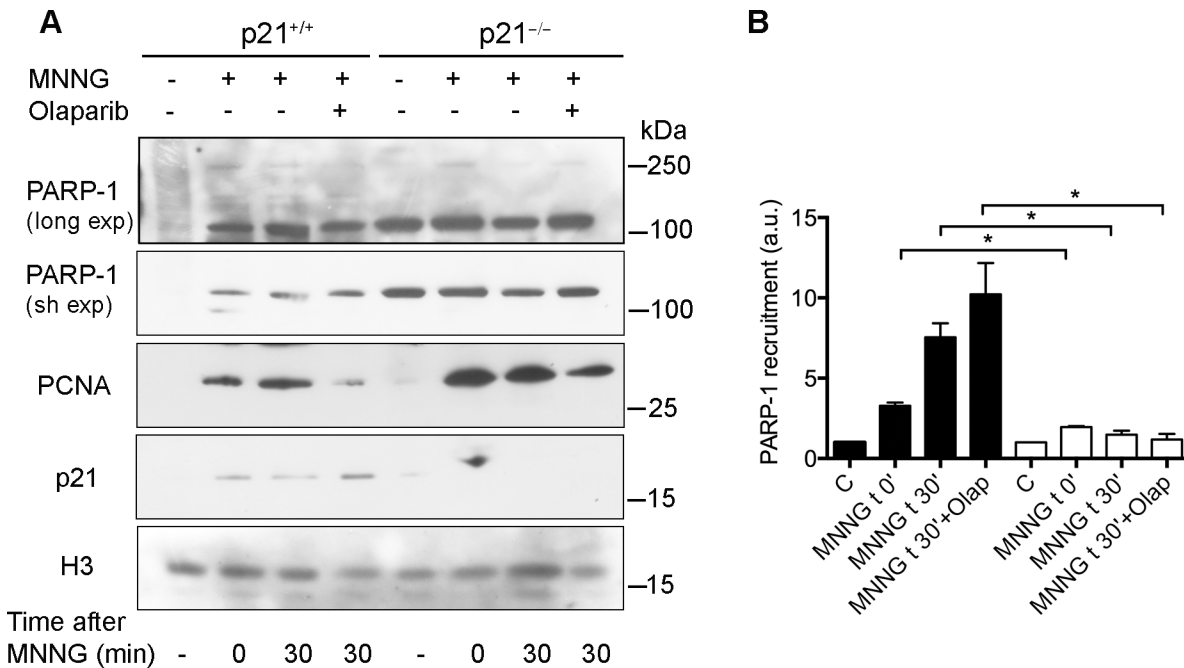 A
p21+/+ p21−/−
MNNG - + + + - + + +
Olaparib - - - + - - - +
kDa
PARP-1
(long exp)
250
100
PARP-1
(sh exp)
100
PCNA
25
p21
15
H3
15
Time after
MNNG (min) - 0 30 30 - 0 30 30
B
PARP-1 recruitment (a.u.)
15
10
5
0
*
*
*
C
MNNG t 0'
MNNG t 30'
MNNG t 30'+Olap
C
MNNG t 0'
MNNG t 30'
MNNG t 30'+Olap